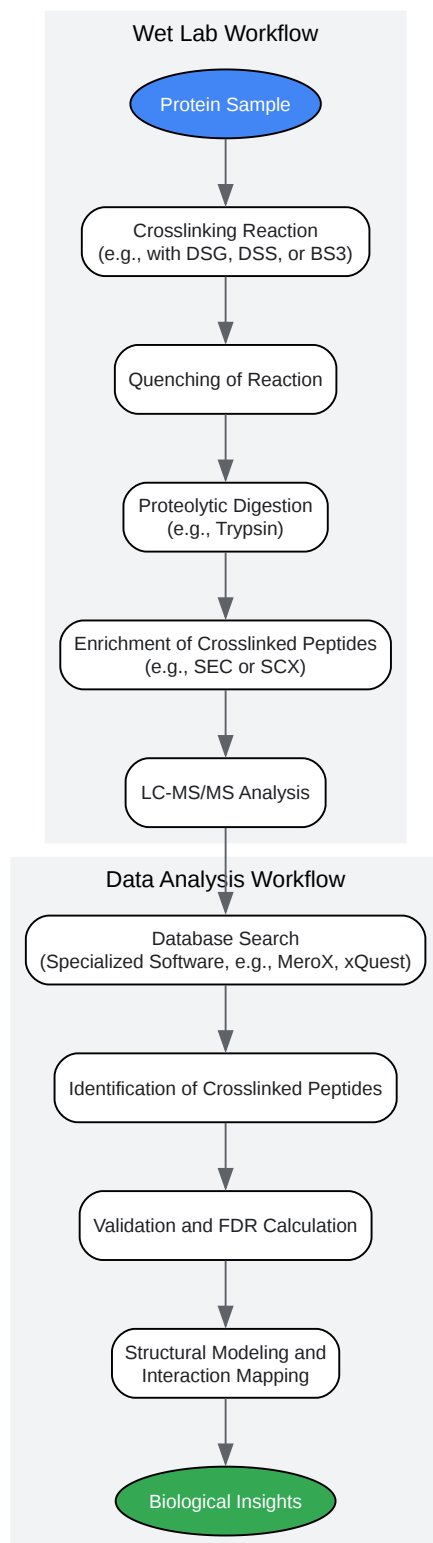 Wet Lab Workflow
Protein Sample
Crosslinking Reaction
(e.g., with DSG, DSS, or BS3)
Quenching of Reaction
Proteolytic Digestion
(e.g., Trypsin)
Enrichment of Crosslinked Peptides
(e.g., SEC or SCX)
LC-MS/MS Analysis
Data Analysis Workflow
Database Search
(Specialized Software, e.g., MeroX, xQuest)
Identification of Crosslinked Peptides
Validation and FDR Calculation
Structural Modeling and
Interaction Mapping
Biological Insights